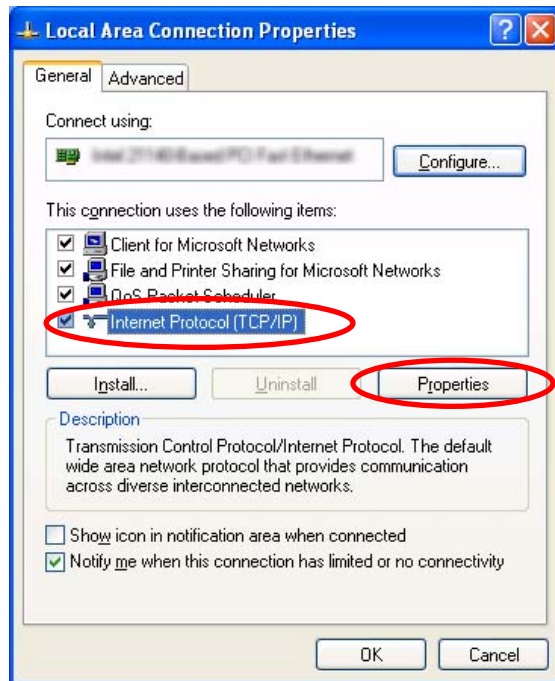 Local Area Connection Properties
General
Advanced
Connect using:
Configure...
This connection uses the following items:
Client for Microsoft Networks
File and Printer Sharing for Microsoft Networks
QoS Packet Scheduler
Internet Protocol (TCP/IP)
Install...
Uninstall
Properties
Description
Transmission Control Protocol/Internet Protocol. The default
wide area network protocol that provides communication
across diverse interconnected networks.
Show icon in notification area when connected
Notify me when this connection has limited or no connectivity
OK
Cancel